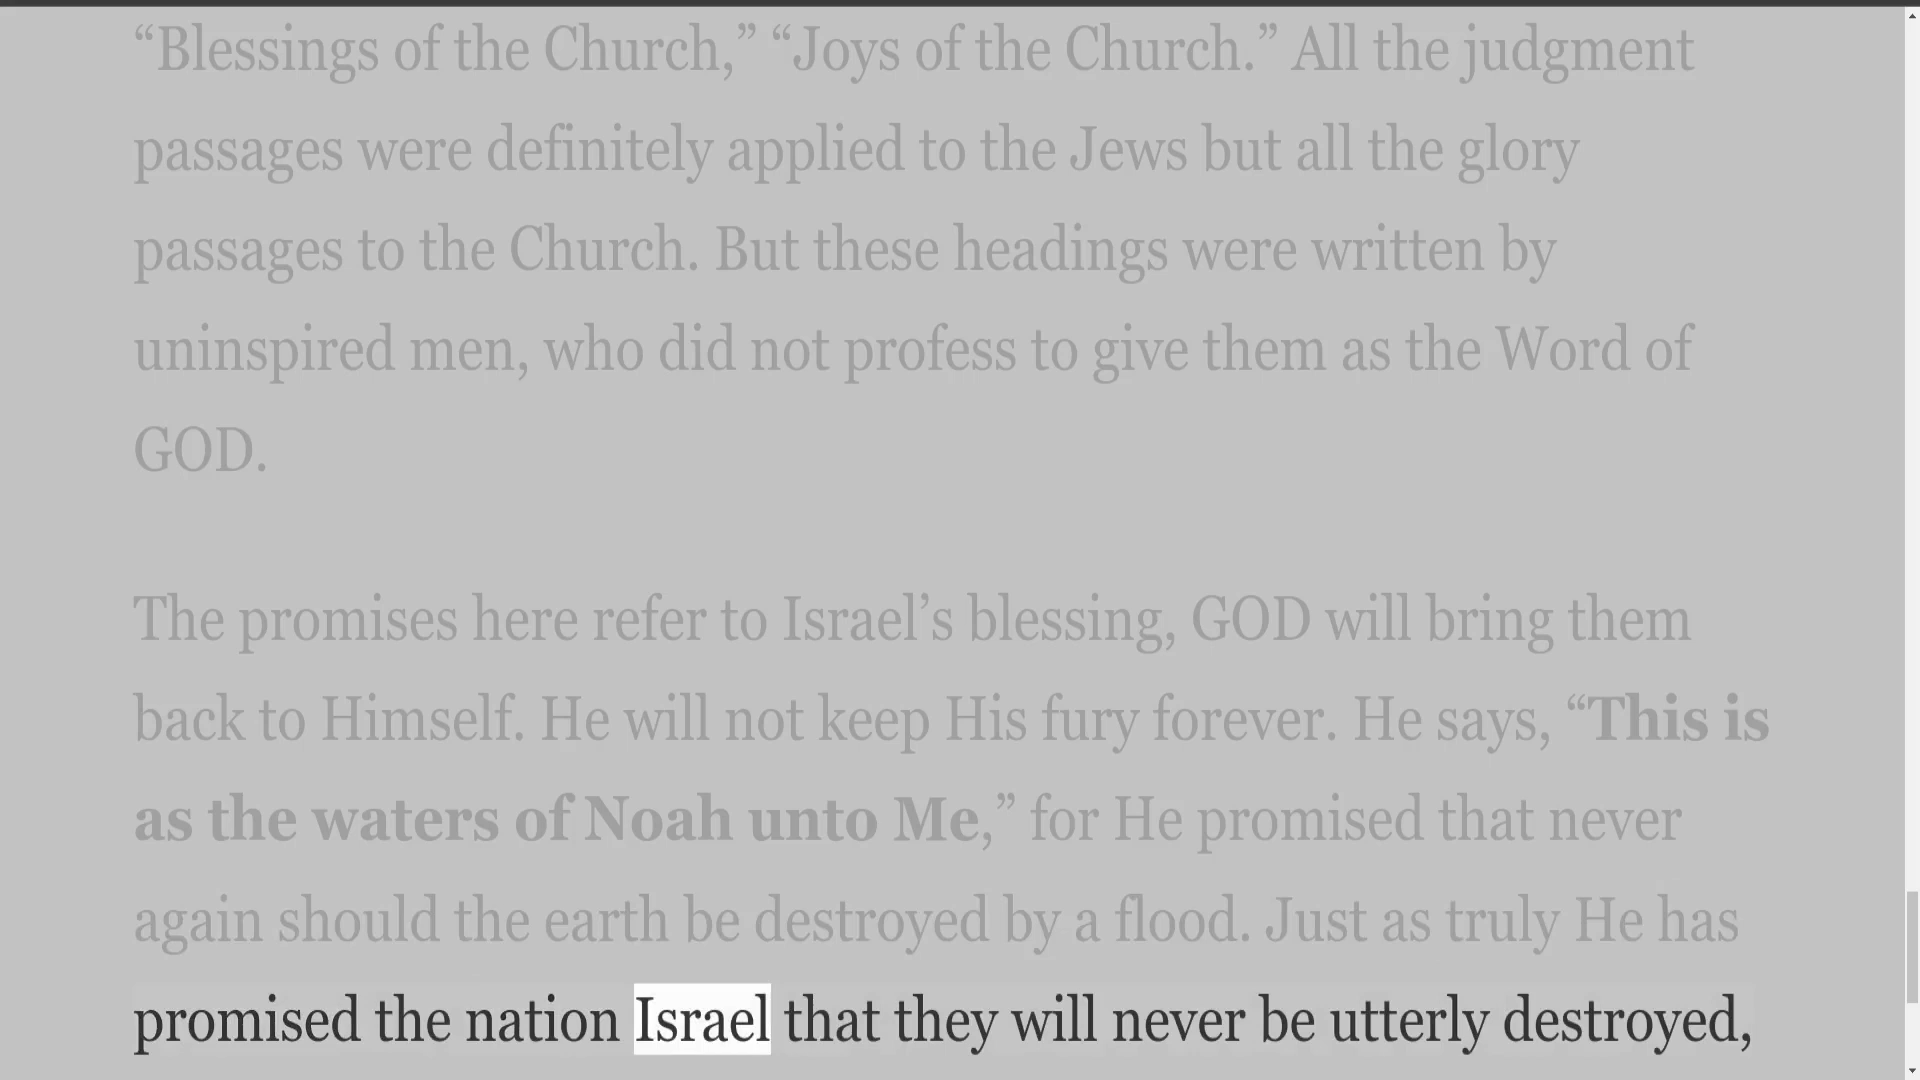 “Blessings of the Church,” “Joys of the Church.” All the judgment
passages were definitely applied to the Jews but all the glory
passages to the Church. But these headings were written by
uninspired men, who did not profess to give them as the Word of
GOD.
The promises here refer to Israel’s blessing, GOD will bring them
back to Himself. He will not keep His fury forever. He says, “This is
as the waters of Noah unto Me,” for He promised that never
again should the earth be destroyed by a flood. Just as truly He has
promised the nation Israel that they will never be utterly destroyed,